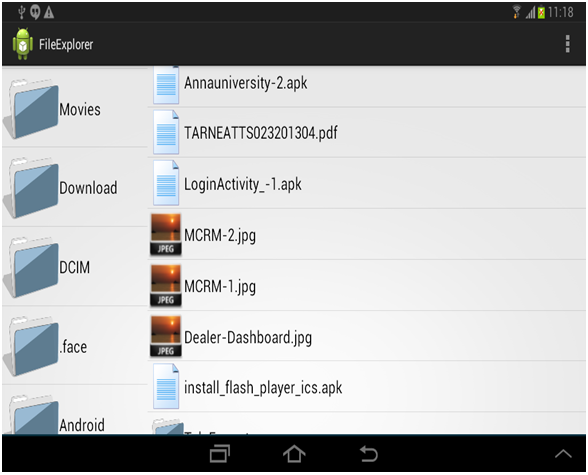 11:18
FileExplorer
Movies
Download
DCIM
.face
Android
Annauniversity-2.apk
TARNEATTS023201304.pdf
LoginActivity_-1.apk
JPEG
MCRM-2.jpg
JPEG
MCRM-1.jpg
JPEG
Dealer-Dashboard.jpg
install_flash_player_ics.apk